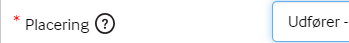 * Placering ? Udfører -